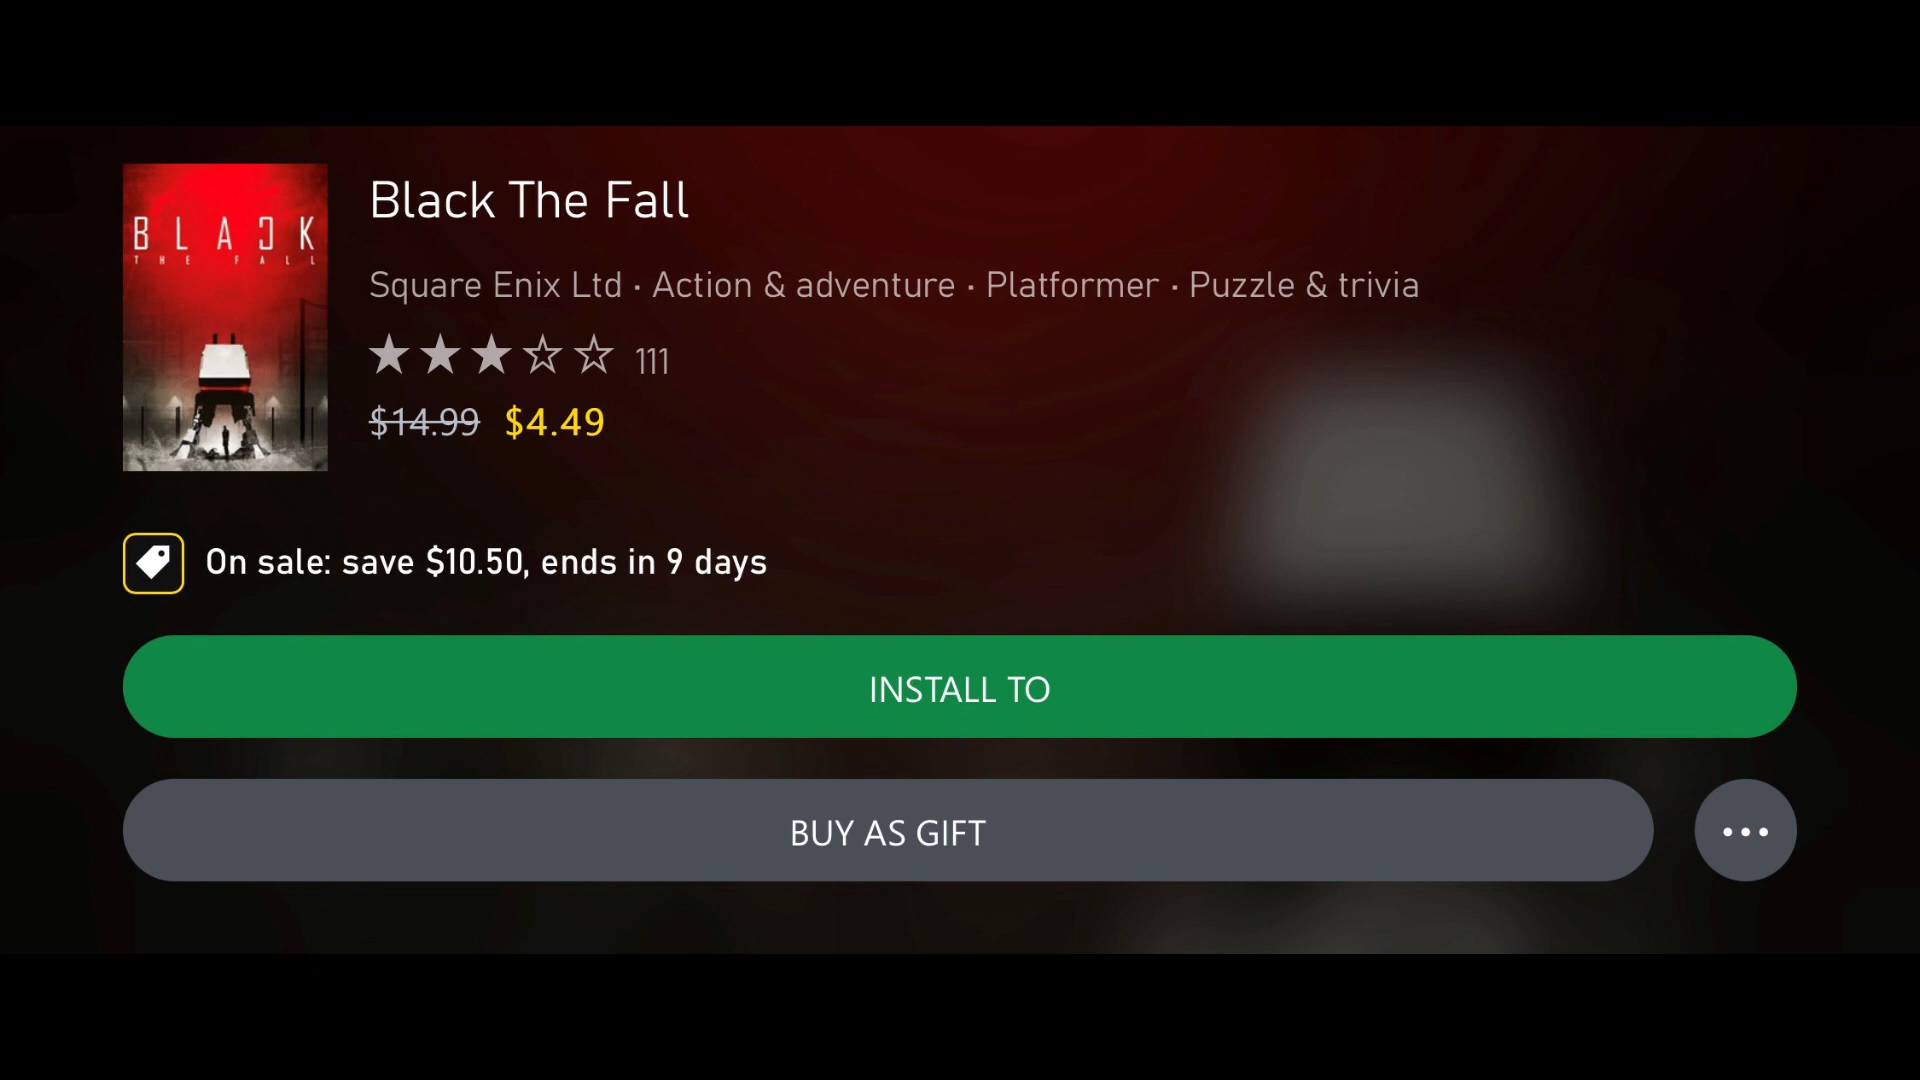 BLACK
THE FALL
Black The Fall
Square Enix Ltd · Action & adventure · Platformer · Puzzle & trivia
111
$14.99 $4.49
On sale: save $10.50, ends in 9 days
INSTALL TO
BUY AS GIFT